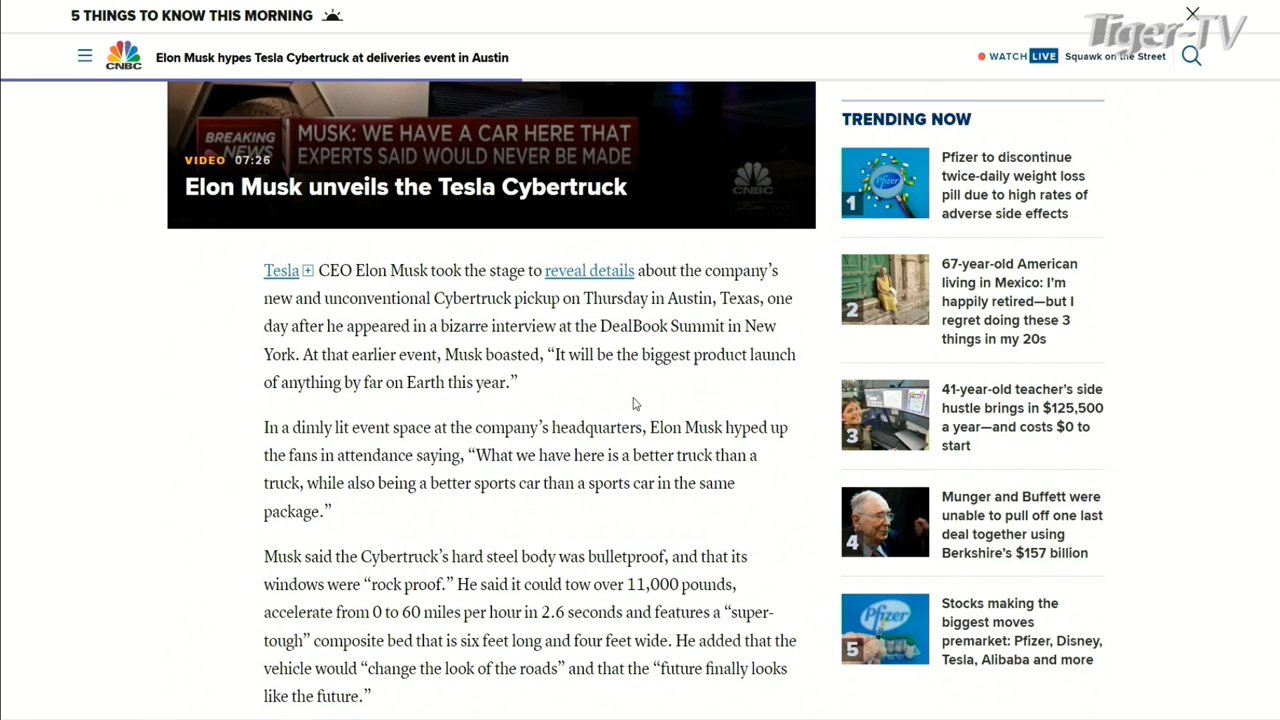 5 THINGS TO KNOW THIS MORNING
Tiger-TV
CNBC
Elon Musk hypes Tesla Cybertruck at deliveries event in Austin
WATCH LIVE
Squawk on the Street
BREAKING NEWS
MUSK: WE HAVE A CAR HERE THAT
EXPERTS SAID WOULD NEVER BE MADE
VIDEO 07:26
Elon Musk unveils the Tesla Cybertruck
CNBC
Tesla CEO Elon Musk took the stage to reveal details about the company’s
new and unconventional Cybertruck pickup on Thursday in Austin, Texas, one
day after he appeared in a bizarre interview at the DealBook Summit in New
York. At that earlier event, Musk boasted, “It will be the biggest product launch
of anything by far on Earth this year.”
In a dimly lit event space at the company’s headquarters, Elon Musk hyped up
the fans in attendance saying, “What we have here is a better truck than a
truck, while also being a better sports car than a sports car in the same
package.”
Musk said the Cybertruck’s hard steel body was bulletproof, and that its
windows were “rock proof.” He said it could tow over 11,000 pounds,
accelerate from 0 to 60 miles per hour in 2.6 seconds and features a “super-
tough” composite bed that is six feet long and four feet wide. He added that the
vehicle would “change the look of the roads” and that the “future finally looks
like the future.”
TRENDING NOW
Pfizer
1
Pfizer to discontinue
twice-daily weight loss
pill due to high rates of
adverse side effects
2
67-year-old American
living in Mexico: I’m
happily retired—but I
regret doing these 3
things in my 20s
3
41-year-old teacher’s side
hustle brings in $125,500
a year—and costs $0 to
start
4
Munger and Buffett were
unable to pull off one last
deal together using
Berkshire’s $157 billion
Pfizer
5
Stocks making the
biggest moves
premarket: Pfizer, Disney,
Tesla, Alibaba and more